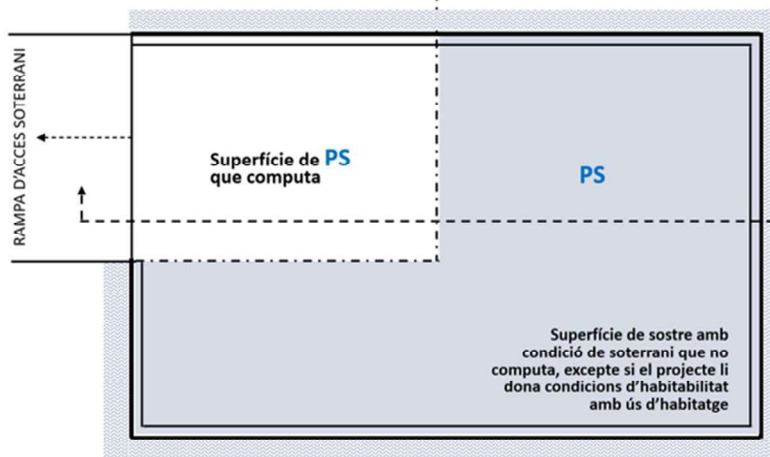 RAMPA D'ACCES SOTERRANI
Superfície de PS
que computa
PS
Superfície de sostre amb
condició de soterrani que no
computa, excepte si el projecte li
dona condicions d'habitabilitat
amb ús d'habitatge